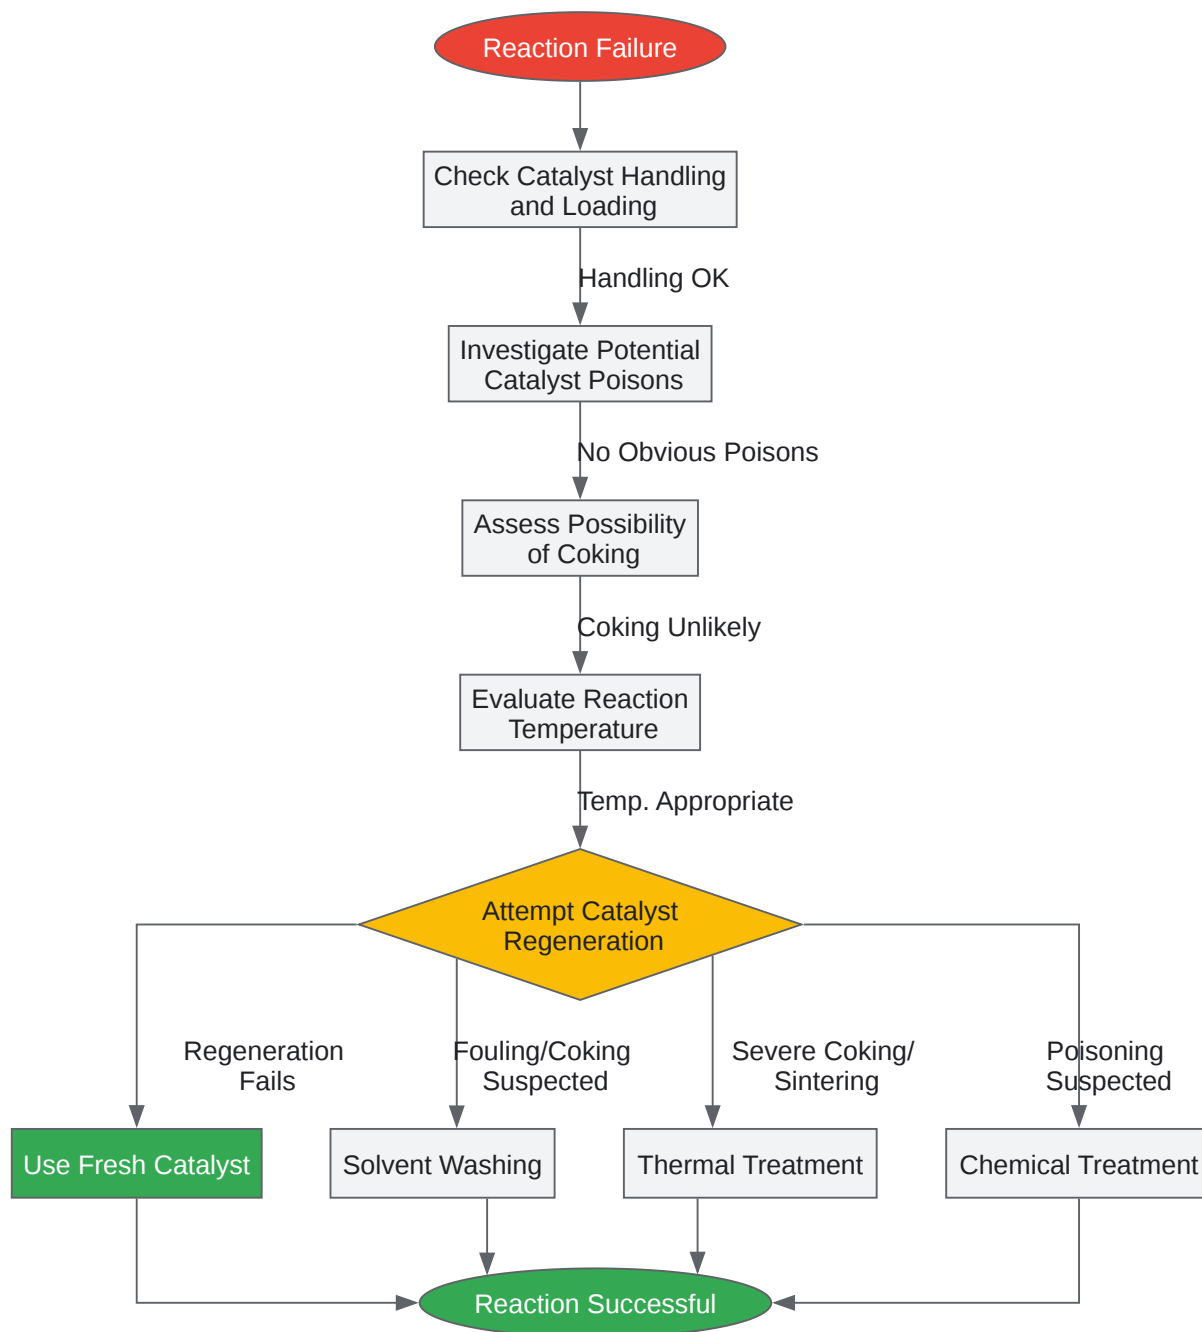 Reaction Failure
Check Catalyst Handling
and Loading
Handling OK
Investigate Potential
Catalyst Poisons
No Obvious Poisons
Assess Possibility
of Coking
Coking Unlikely
Evaluate Reaction
Temperature
Temp. Appropriate
Attempt Catalyst
Regeneration
Regeneration
Fails
Fouling/Coking
Suspected
Severe Coking/
Sintering
Poisoning
Suspected
Use Fresh Catalyst
Solvent Washing
Thermal Treatment
Chemical Treatment
Reaction Successful